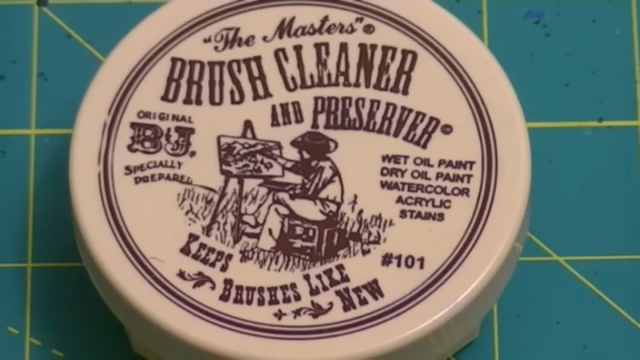 "The Masters"®
BRUSH CLEANER
AND PRESERVER©
ORIGINAL
B&J.
SPECIALLY
PREPARED
WET OIL PAINT
DRY OIL PAINT
WATERCOLOR
ACRYLIC
STAINS
#101
KEEPS
BRUSHES LIKE
NEW